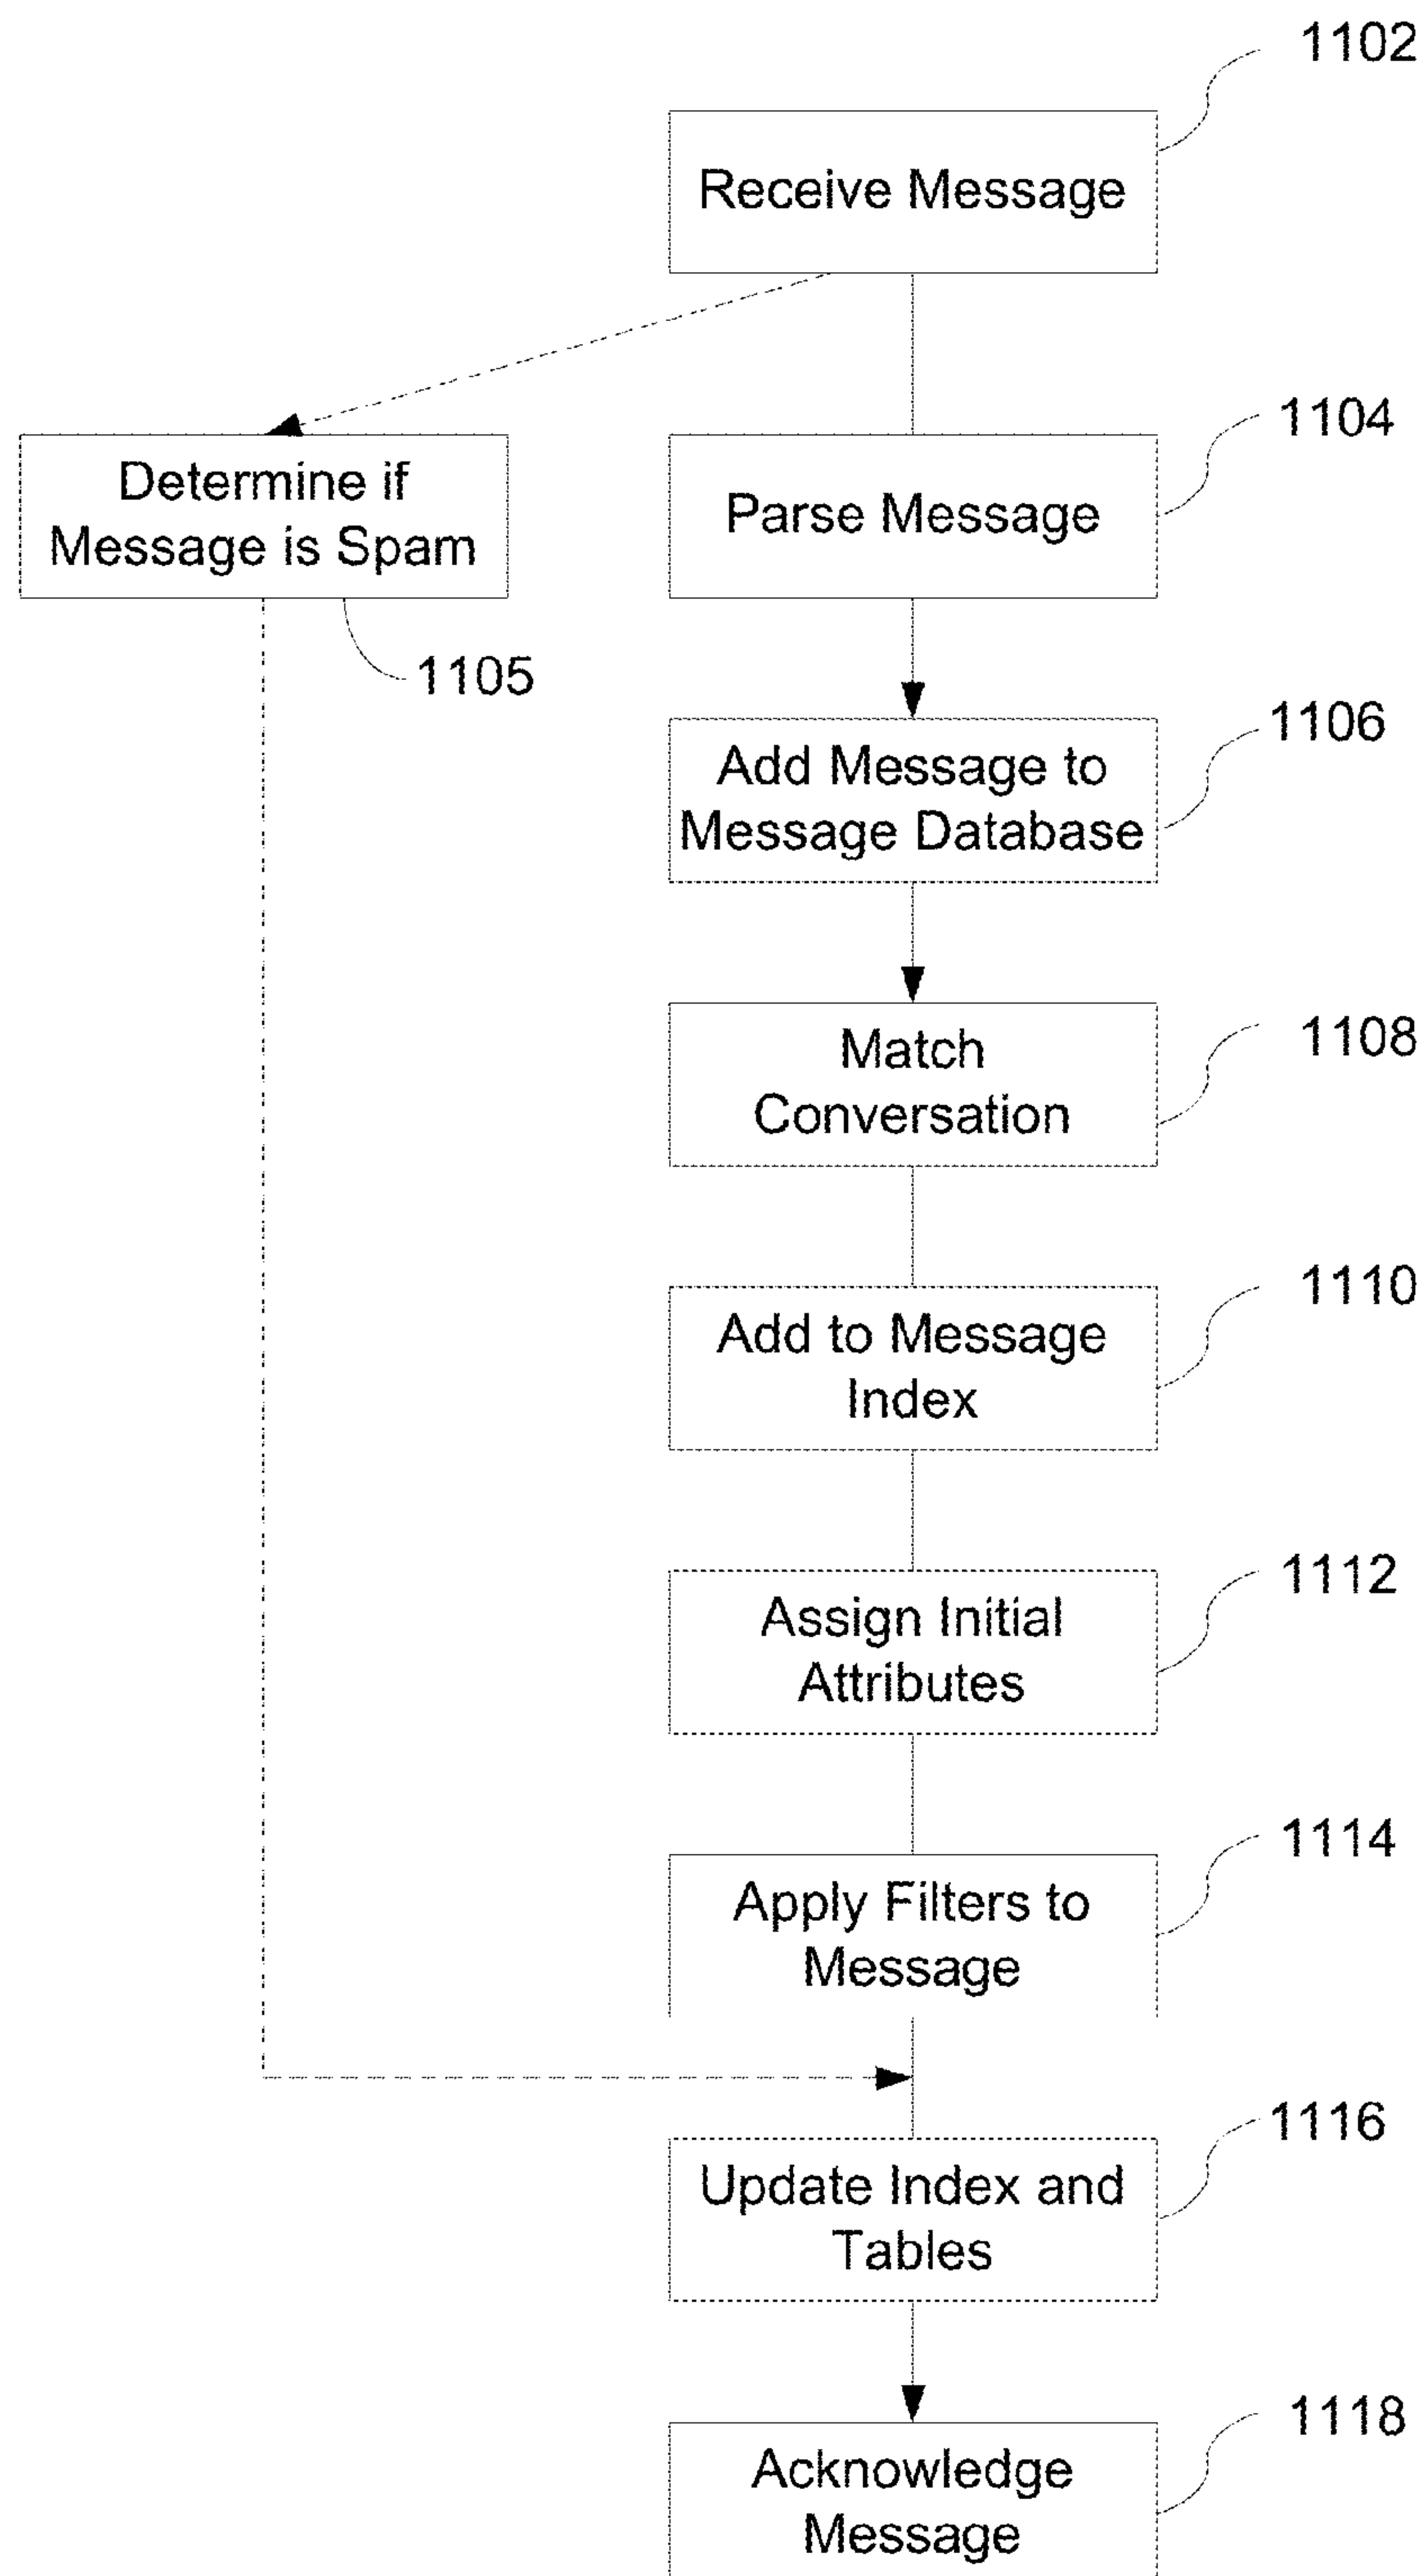 1102
Receive Message
1104
Determine if
Message is Spam
Parse Message
1105
1106
Add Message to
Message Database
1108
Match
Conversation
1110
Add to Message
Index
1112
Assign Initial
Attributes
1114
Apply Filters to
Message
1116
Update Index and
Tables
1118
Acknowledge
Message